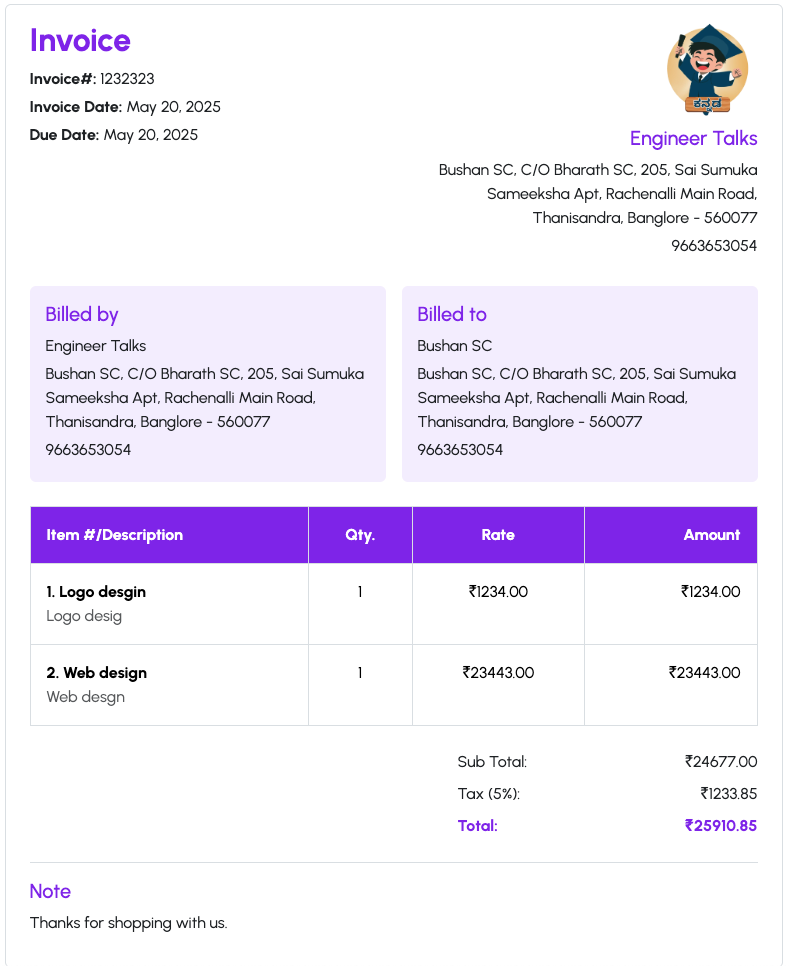 Invoice
Invoice#: 1232323
Invoice Date: May 20, 2025
Due Date: May 20, 2025
ಕನ್ನಡ
Engineer Talks
Bushan SC, C/O Bharath SC, 205, Sai Sumuka
Sameeksha Apt, Rachenalli Main Road,
Thanisandra, Banglore - 560077
9663653054
Billed by
Engineer Talks
Bushan SC, C/O Bharath SC, 205, Sai Sumuka
Sameeksha Apt, Rachenalli Main Road,
Thanisandra, Banglore - 560077
9663653054
Billed to
Bushan SC
Bushan SC, C/O Bharath SC, 205, Sai Sumuka
Sameeksha Apt, Rachenalli Main Road,
Thanisandra, Banglore - 560077
9663653054
Item #/Description Qty. Rate Amount
1. Logo desgin 1 ₹1234.00 ₹1234.00
Logo desig
2. Web design 1 ₹23443.00 ₹23443.00
Web desgn
Sub Total: ₹24677.00
Tax (5%): ₹1233.85
Total: ₹25910.85
Note
Thanks for shopping with us.